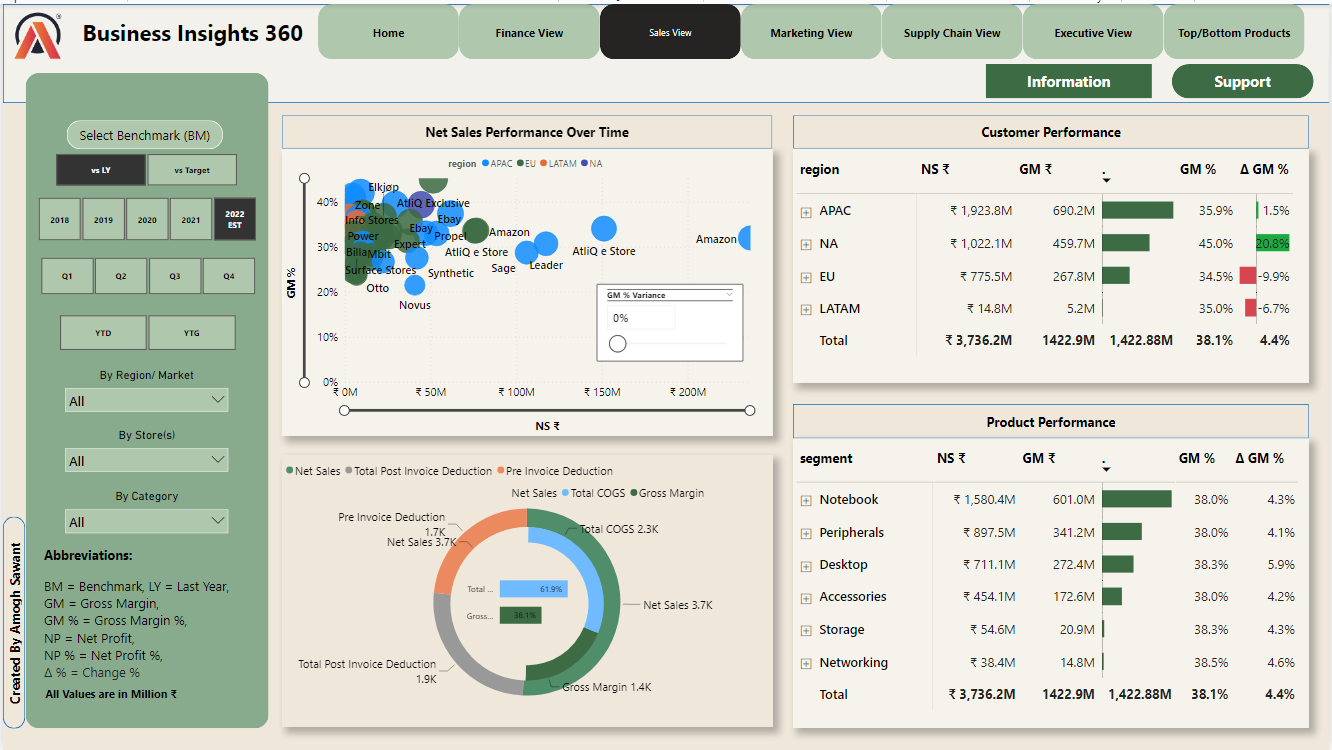 Business Insights 360
Home
Finance View
Sales View
Marketing View
Supply Chain View
Executive View
Top/Bottom Products
Information
Support
Select Benchmark (BM)
vs LY
vs Target
2018
2019
2020
2021
2022
EST
Q1
Q2
Q3
Q4
YTD
YTG
By Region/ Market
All
By Store(s)
All
By Category
All
Abbreviations:
BM = Benchmark, LY = Last Year,
GM = Gross Margin,
GM % = Gross Margin %,
NP = Net Profit,
NP % = Net Profit %,
Δ % = Change %
All Values are in Million ₹
Created By Amogh Sawant
Net Sales Performance Over Time
region APAC EU LATAM NA
GM %
40%
30%
20%
10%
0%
Elkjøp
Zone
AtliQ Exclusive
Info Stores
Ebay
Power
Ebay
Propel
Amazon
Expert
Billa
Mbit
AtliQ e Store
AtliQ e Store
Amazon
Surface Stores
Synthetic
Sage
Leader
Otto
Novus
GM % Variance
0%
₹ 0M
₹ 50M
₹ 100M
₹ 150M
₹ 200M
NS ₹
Net Sales Total Post Invoice Deduction Pre Invoice Deduction
Net Sales Total COGS Gross Margin
Pre Invoice Deduction
1.7K
Net Sales 3.7K
Total COGS 2.3K
Total ...
61.9%
Gross...
38.1%
Net Sales 3.7K
Total Post Invoice Deduction
1.9K
Gross Margin 1.4K
Customer Performance
region NS ₹ GM ₹ . GM % Δ GM %
APAC ₹ 1,923.8M 690.2M 35.9% 1.5%
NA ₹ 1,022.1M 459.7M 45.0% 20.8%
EU ₹ 775.5M 267.8M 34.5% -9.9%
LATAM ₹ 14.8M 5.2M 35.0% -6.7%
Total ₹ 3,736.2M 1422.9M 1,422.88M 38.1% 4.4%
Product Performance
segment NS ₹ GM ₹ . GM % Δ GM %
Notebook ₹ 1,580.4M 601.0M 38.0% 4.3%
Peripherals ₹ 897.5M 341.2M 38.0% 4.1%
Desktop ₹ 711.1M 272.4M 38.3% 5.9%
Accessories ₹ 454.1M 172.6M 38.0% 4.2%
Storage ₹ 54.6M 20.9M 38.3% 4.3%
Networking ₹ 38.4M 14.8M 38.5% 4.6%
Total ₹ 3,736.2M 1422.9M 1,422.88M 38.1% 4.4%